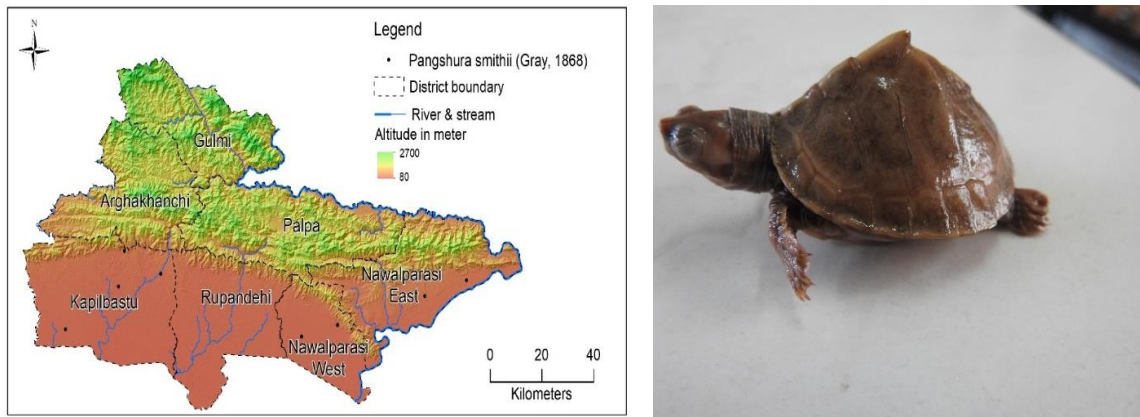 N
Legend
Pangshura smithii (Gray, 1868)
District boundary
River & stream
Altitude in meter
2700
80
Gulmi
Arghakhanchi
Palpa
Kapilbastu
Rupandehi
Nawalparasi
East
Nawalparasi
West
0 20 40
Kilometers